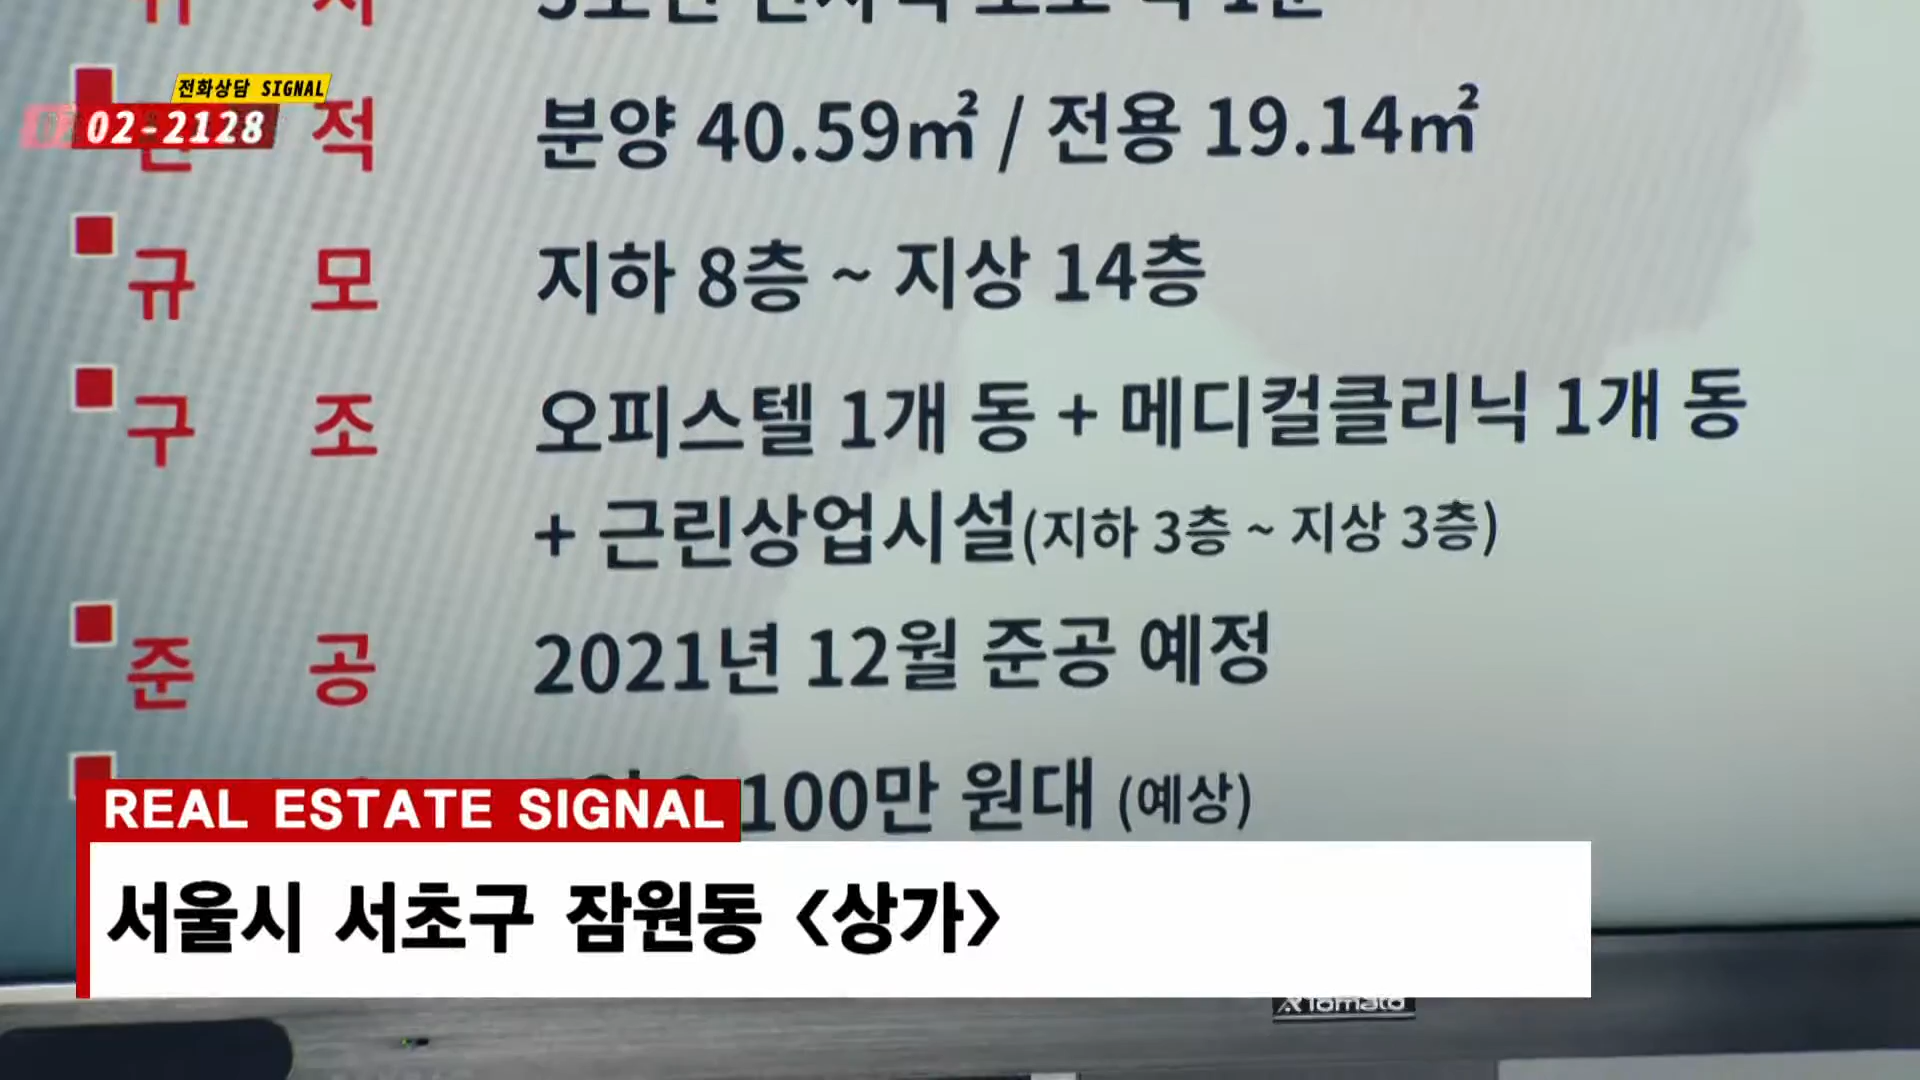 전화상담 SIGNAL
02-2128
면 적 분양 40.59㎡ / 전용 19.14㎡
규 모 지하 8층 ~ 지상 14층
구 조 오피스텔 1개 동 + 메디컬클리닉 1개 동
+ 근린상업시설(지하 3층 ~ 지상 3층)
준 공 2021년 12월 준공 예정
100만 원대 (예상)
REAL ESTATE SIGNAL
서울시 서초구 잠원동 <상가>
Tomato